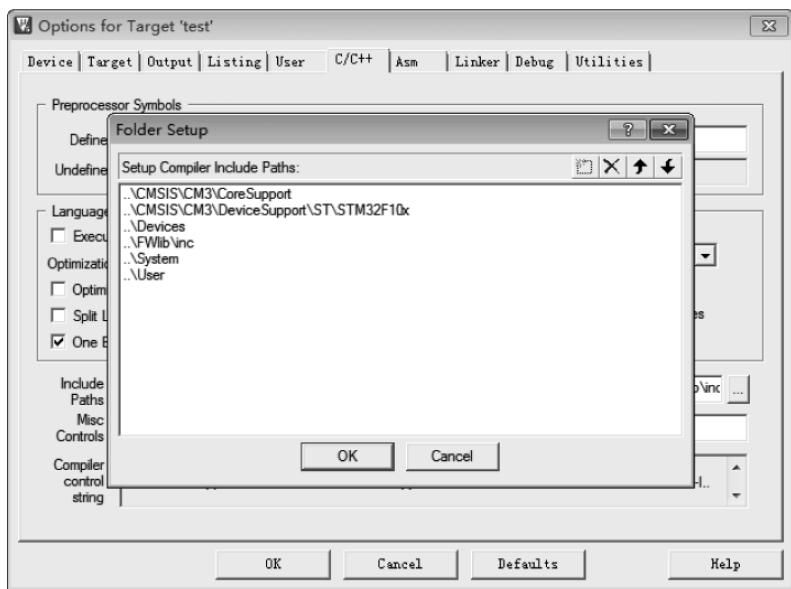 Options for Target 'test'
Device Target Output Listing User C/C++ Asm Linker Debug Utilities
Preprocessor Symbols
Define
Undefine
Folder Setup
Setup Compiler Include Paths:
..\CMSIS\CM3\CoreSupport
..\CMSIS\CM3\DeviceSupport\ST\STM32F10x
..\Devices
..\FWlib\inc
..\System
..\User
OK Cancel
Language
Execu
Optimizatio
Optim
Split L
One E
es
Include
Paths
b\inc ...
Misc
Controls
Compiler
control
string
-I..
OK Cancel Defaults Help